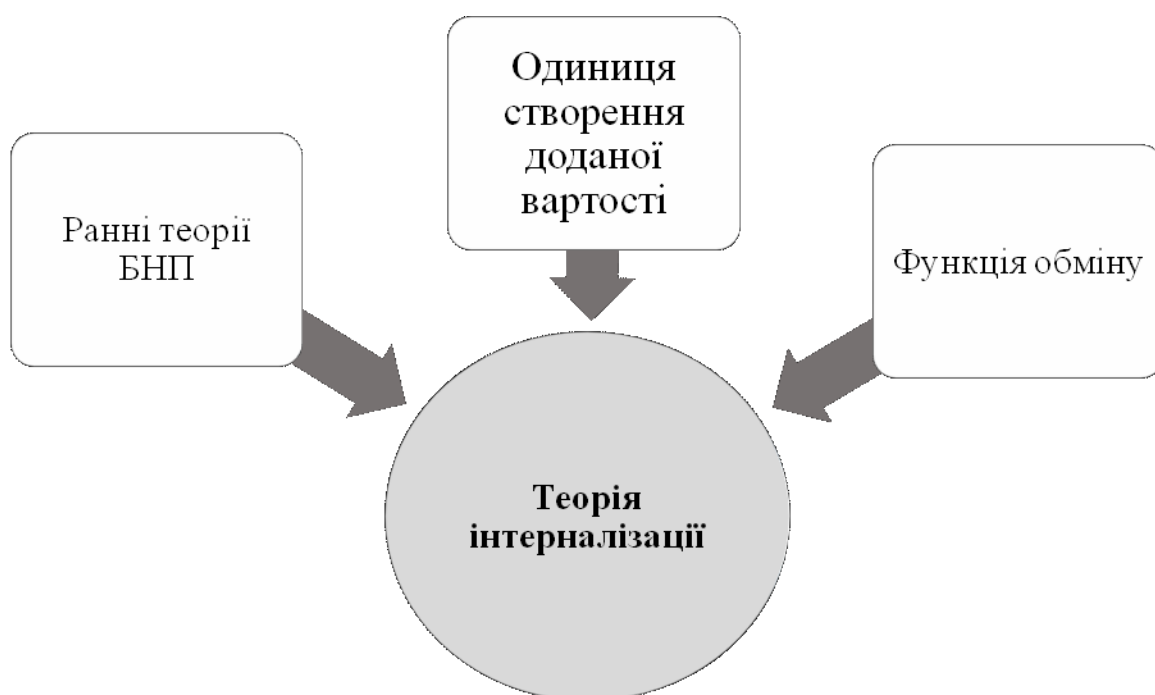 Ранні теорії
БНП
Одиниця
створення
доданої
вартості
Функція обміну
Теорія
інтерналізації